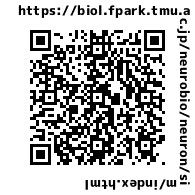 https://biol.fpark.tmu.a
c.jp/neurobio/neuron/si
m/index.html